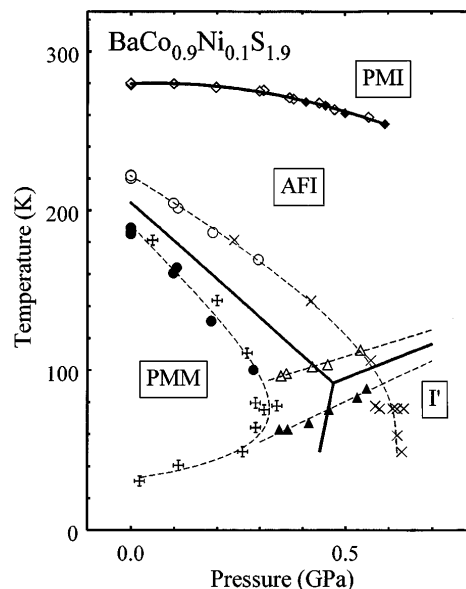 BaCo0.9Ni0.1S1.9
PMI
AFI
PMM
I'
Temperature (K)
300
200
100
0
0.0
0.5
Pressure (GPa)